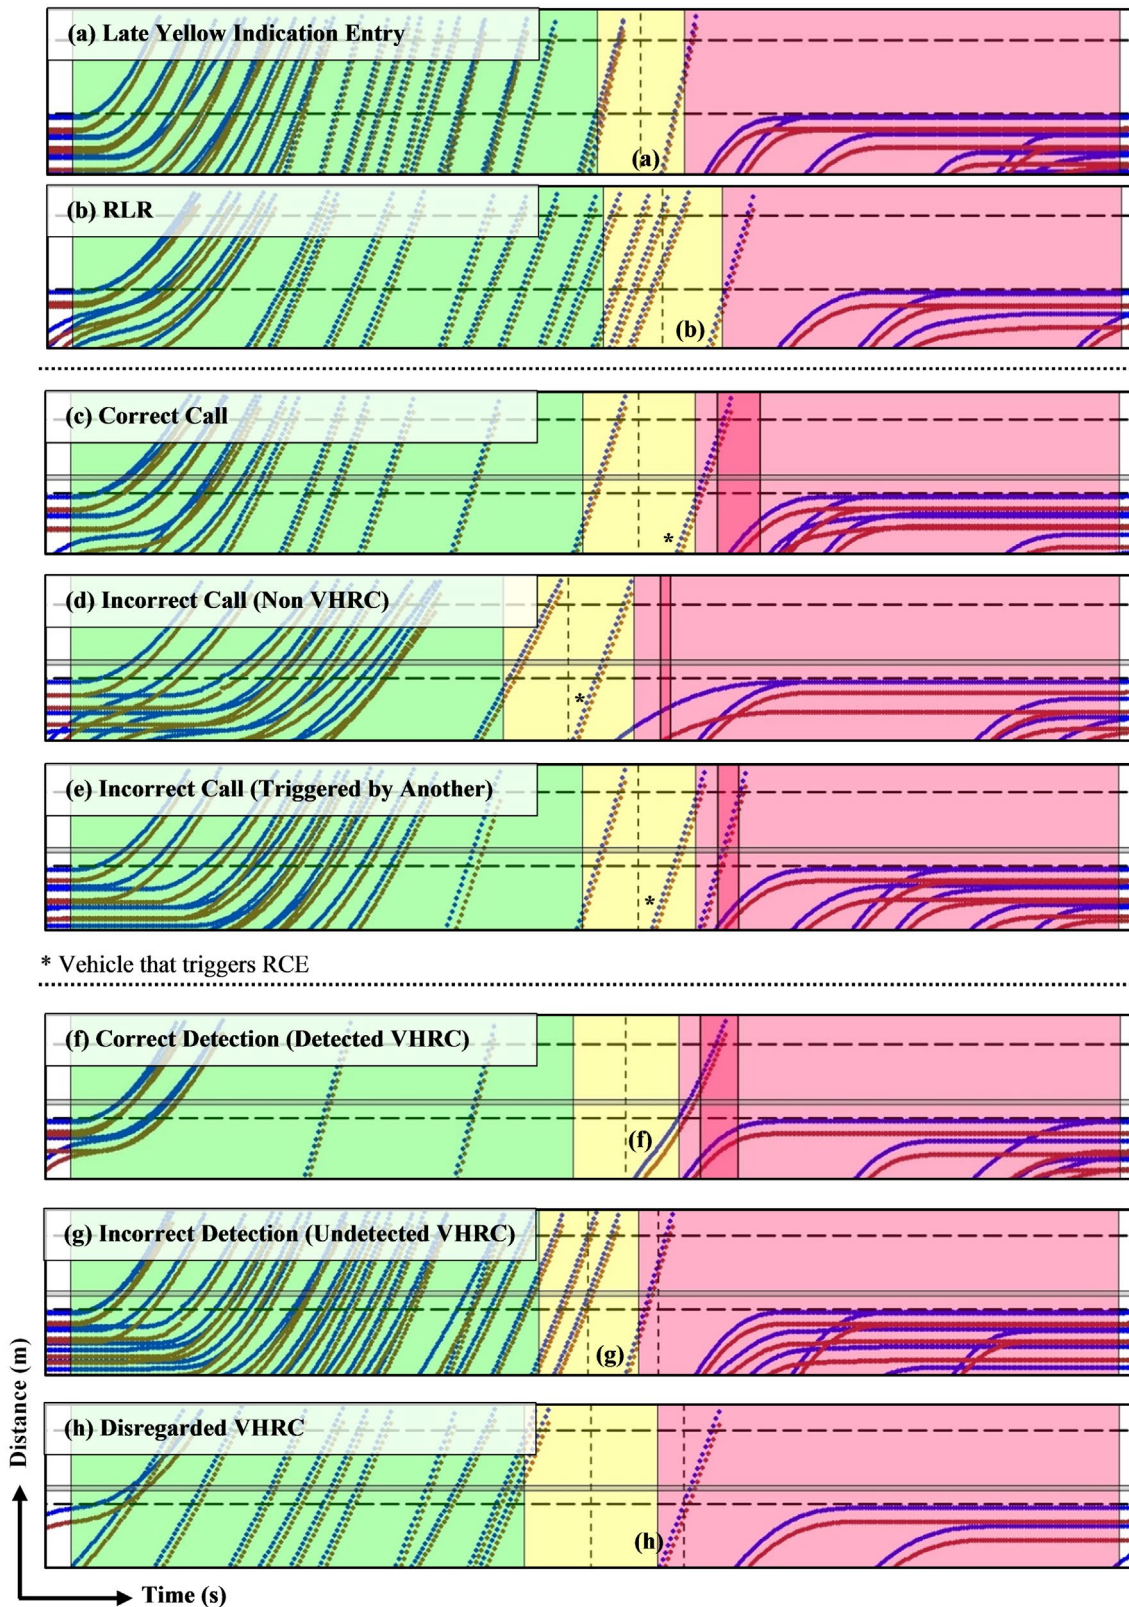 (a) Late Yellow Indication Entry
(a)
(b) RLR
(b)
(c) Correct Call
*
(d) Incorrect Call (Non VHRC)
*
(e) Incorrect Call (Triggered by Another)
*
* Vehicle that triggers RCE
(f) Correct Detection (Detected VHRC)
(f)
(g) Incorrect Detection (Undetected VHRC)
(g)
(h) Disregarded VHRC
(h)
Distance (m)
Time (s)